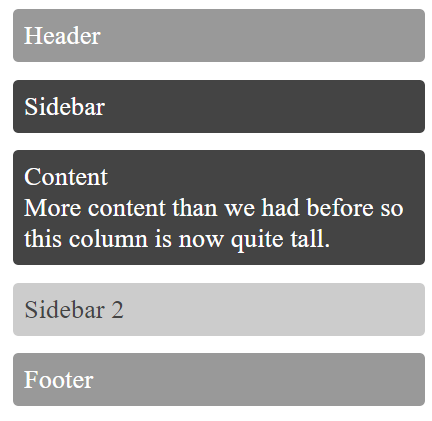 Header
Sidebar
Content
More content than we had before so
this column is now quite tall.
Sidebar 2
Footer